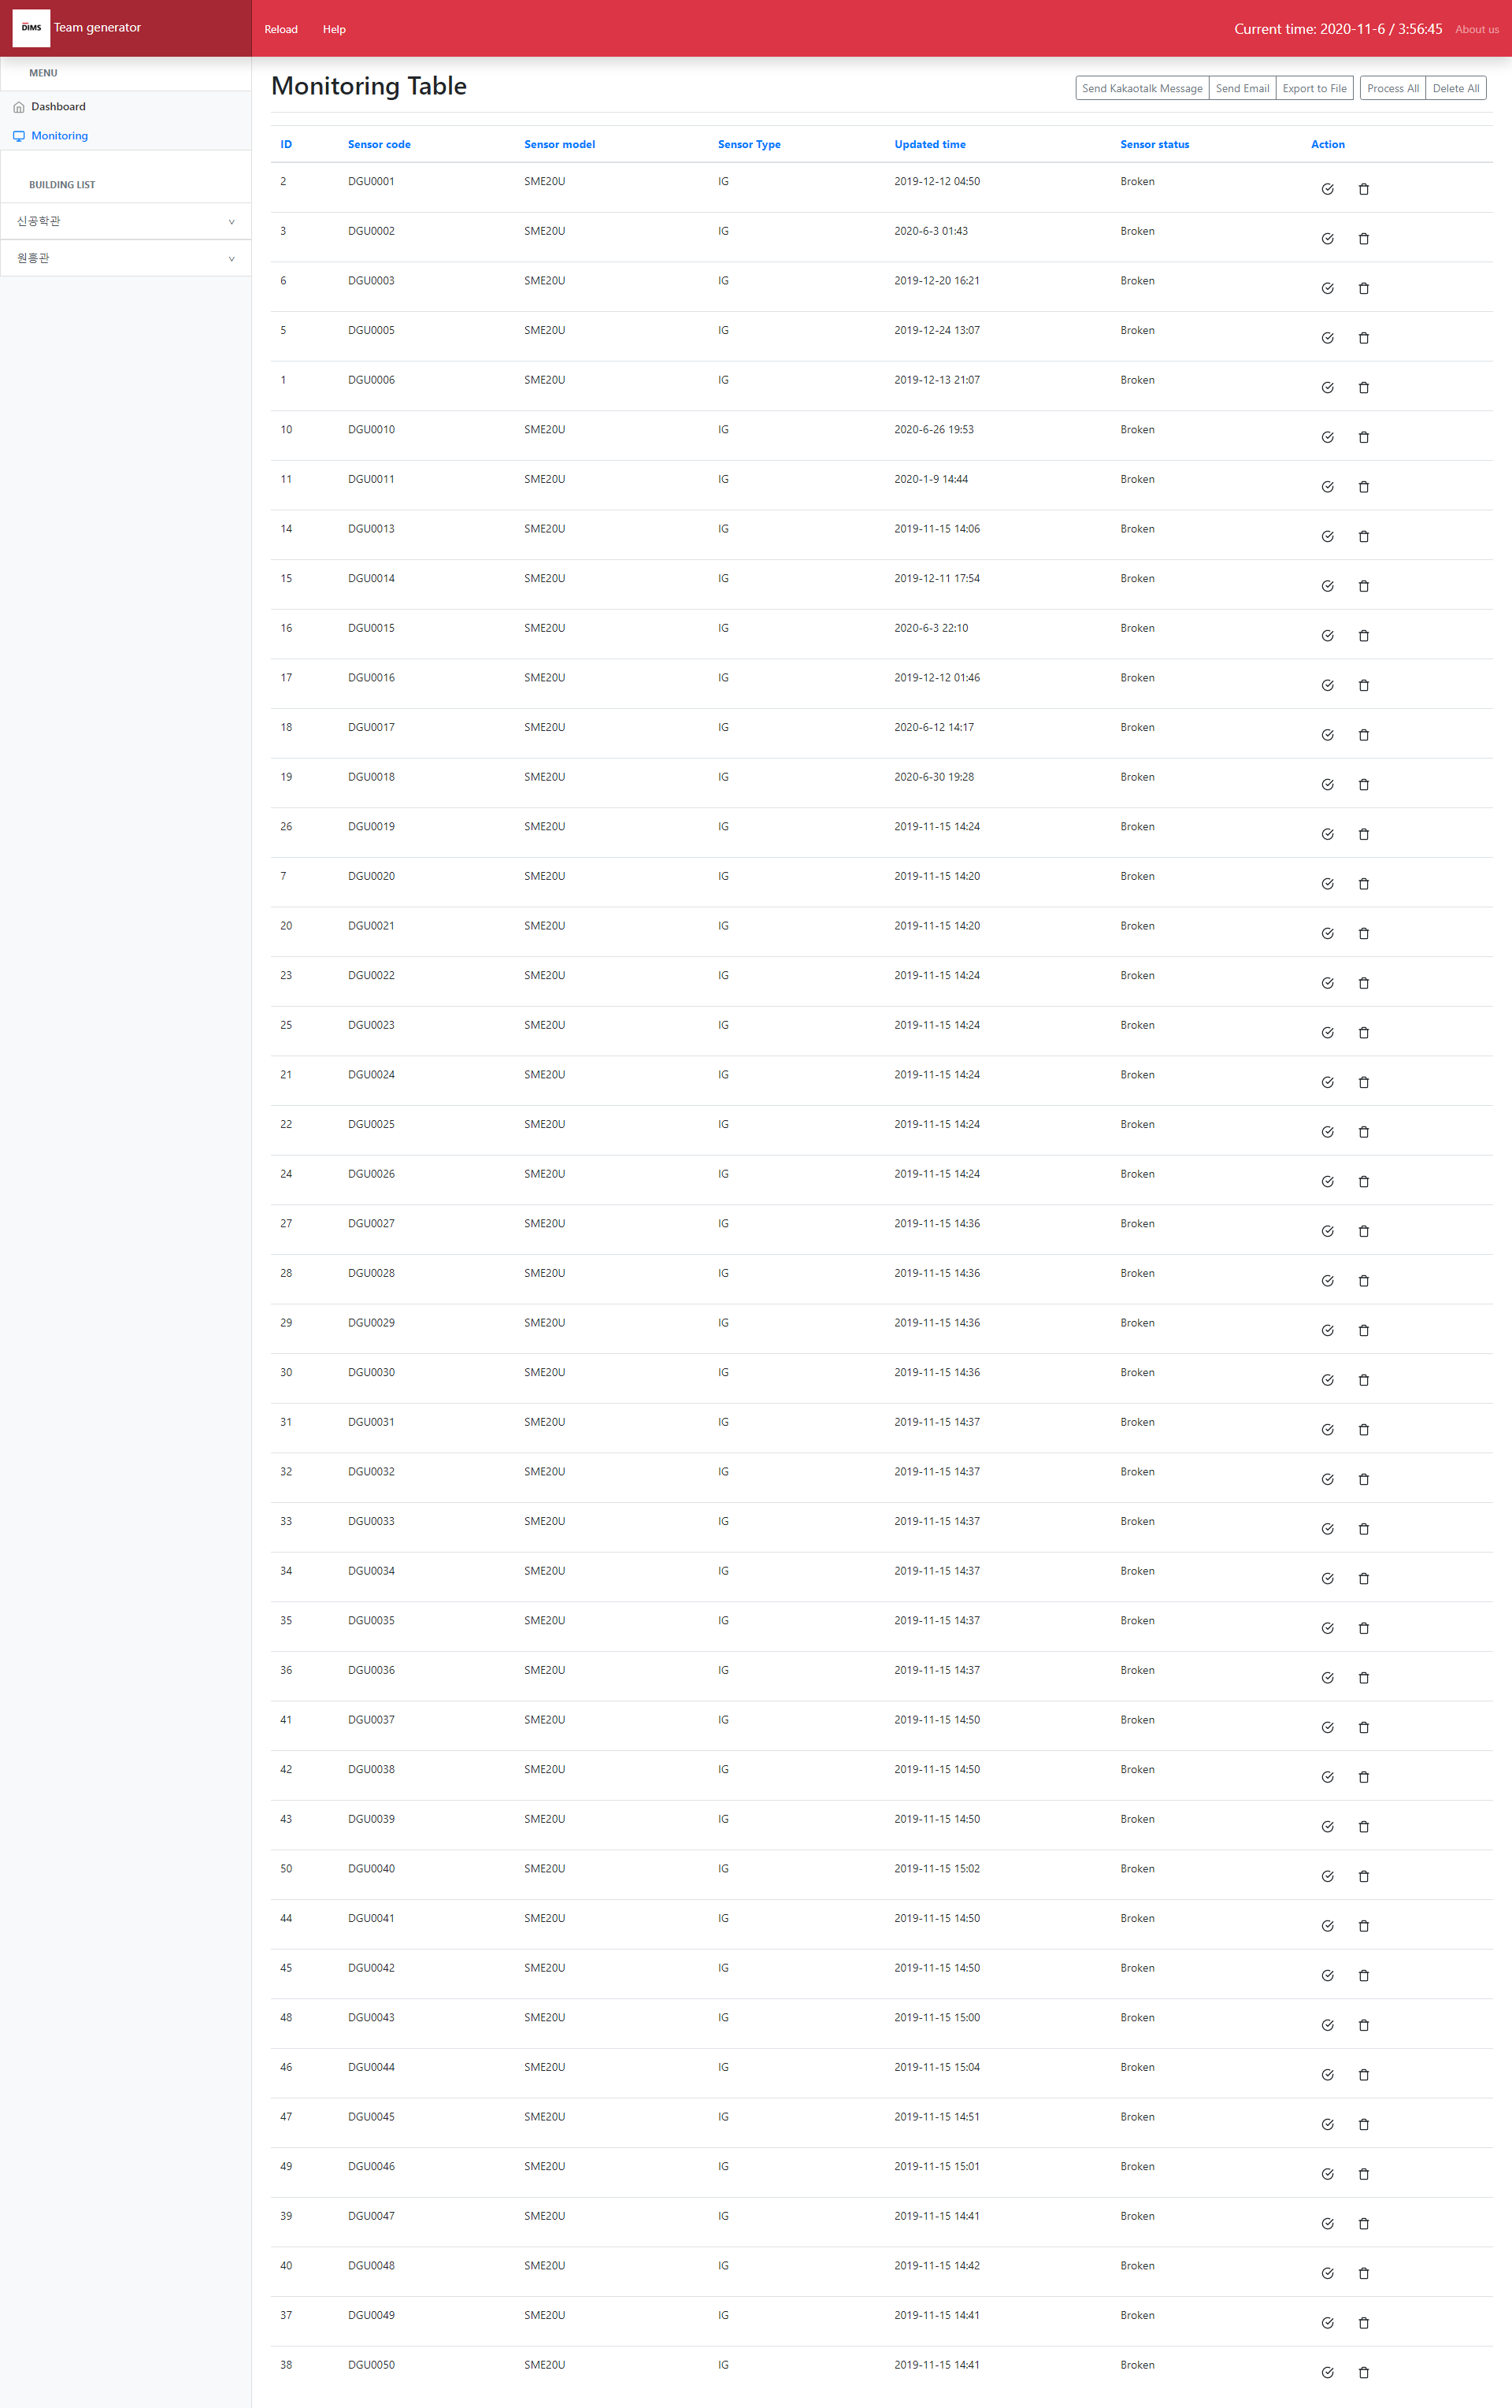 DIMS Team generator Reload Help Current time: 2020-11-6 / 3:56:45 About us
MENU
Dashboard
Monitoring
BUILDING LIST
신공학관
원흥관
Monitoring Table
Send Kakaotalk Message Send Email Export to File Process All Delete All
ID Sensor code Sensor model Sensor Type Updated time Sensor status Action
2 DGU0001 SME20U IG 2019-12-12 04:50 Broken
3 DGU0002 SME20U IG 2020-6-3 01:43 Broken
6 DGU0003 SME20U IG 2019-12-20 16:21 Broken
5 DGU0005 SME20U IG 2019-12-24 13:07 Broken
1 DGU0006 SME20U IG 2019-12-13 21:07 Broken
10 DGU0010 SME20U IG 2020-6-26 19:53 Broken
11 DGU0011 SME20U IG 2020-1-9 14:44 Broken
14 DGU0013 SME20U IG 2019-11-15 14:06 Broken
15 DGU0014 SME20U IG 2019-12-11 17:54 Broken
16 DGU0015 SME20U IG 2020-6-3 22:10 Broken
17 DGU0016 SME20U IG 2019-12-12 01:46 Broken
18 DGU0017 SME20U IG 2020-6-12 14:17 Broken
19 DGU0018 SME20U IG 2020-6-30 19:28 Broken
26 DGU0019 SME20U IG 2019-11-15 14:24 Broken
7 DGU0020 SME20U IG 2019-11-15 14:20 Broken
20 DGU0021 SME20U IG 2019-11-15 14:20 Broken
23 DGU0022 SME20U IG 2019-11-15 14:24 Broken
25 DGU0023 SME20U IG 2019-11-15 14:24 Broken
21 DGU0024 SME20U IG 2019-11-15 14:24 Broken
22 DGU0025 SME20U IG 2019-11-15 14:24 Broken
24 DGU0026 SME20U IG 2019-11-15 14:24 Broken
27 DGU0027 SME20U IG 2019-11-15 14:36 Broken
28 DGU0028 SME20U IG 2019-11-15 14:36 Broken
29 DGU0029 SME20U IG 2019-11-15 14:36 Broken
30 DGU0030 SME20U IG 2019-11-15 14:36 Broken
31 DGU0031 SME20U IG 2019-11-15 14:37 Broken
32 DGU0032 SME20U IG 2019-11-15 14:37 Broken
33 DGU0033 SME20U IG 2019-11-15 14:37 Broken
34 DGU0034 SME20U IG 2019-11-15 14:37 Broken
35 DGU0035 SME20U IG 2019-11-15 14:37 Broken
36 DGU0036 SME20U IG 2019-11-15 14:37 Broken
41 DGU0037 SME20U IG 2019-11-15 14:50 Broken
42 DGU0038 SME20U IG 2019-11-15 14:50 Broken
43 DGU0039 SME20U IG 2019-11-15 14:50 Broken
50 DGU0040 SME20U IG 2019-11-15 15:02 Broken
44 DGU0041 SME20U IG 2019-11-15 14:50 Broken
45 DGU0042 SME20U IG 2019-11-15 14:50 Broken
48 DGU0043 SME20U IG 2019-11-15 15:00 Broken
46 DGU0044 SME20U IG 2019-11-15 15:04 Broken
47 DGU0045 SME20U IG 2019-11-15 14:51 Broken
49 DGU0046 SME20U IG 2019-11-15 15:01 Broken
39 DGU0047 SME20U IG 2019-11-15 14:41 Broken
40 DGU0048 SME20U IG 2019-11-15 14:42 Broken
37 DGU0049 SME20U IG 2019-11-15 14:41 Broken
38 DGU0050 SME20U IG 2019-11-15 14:41 Broken